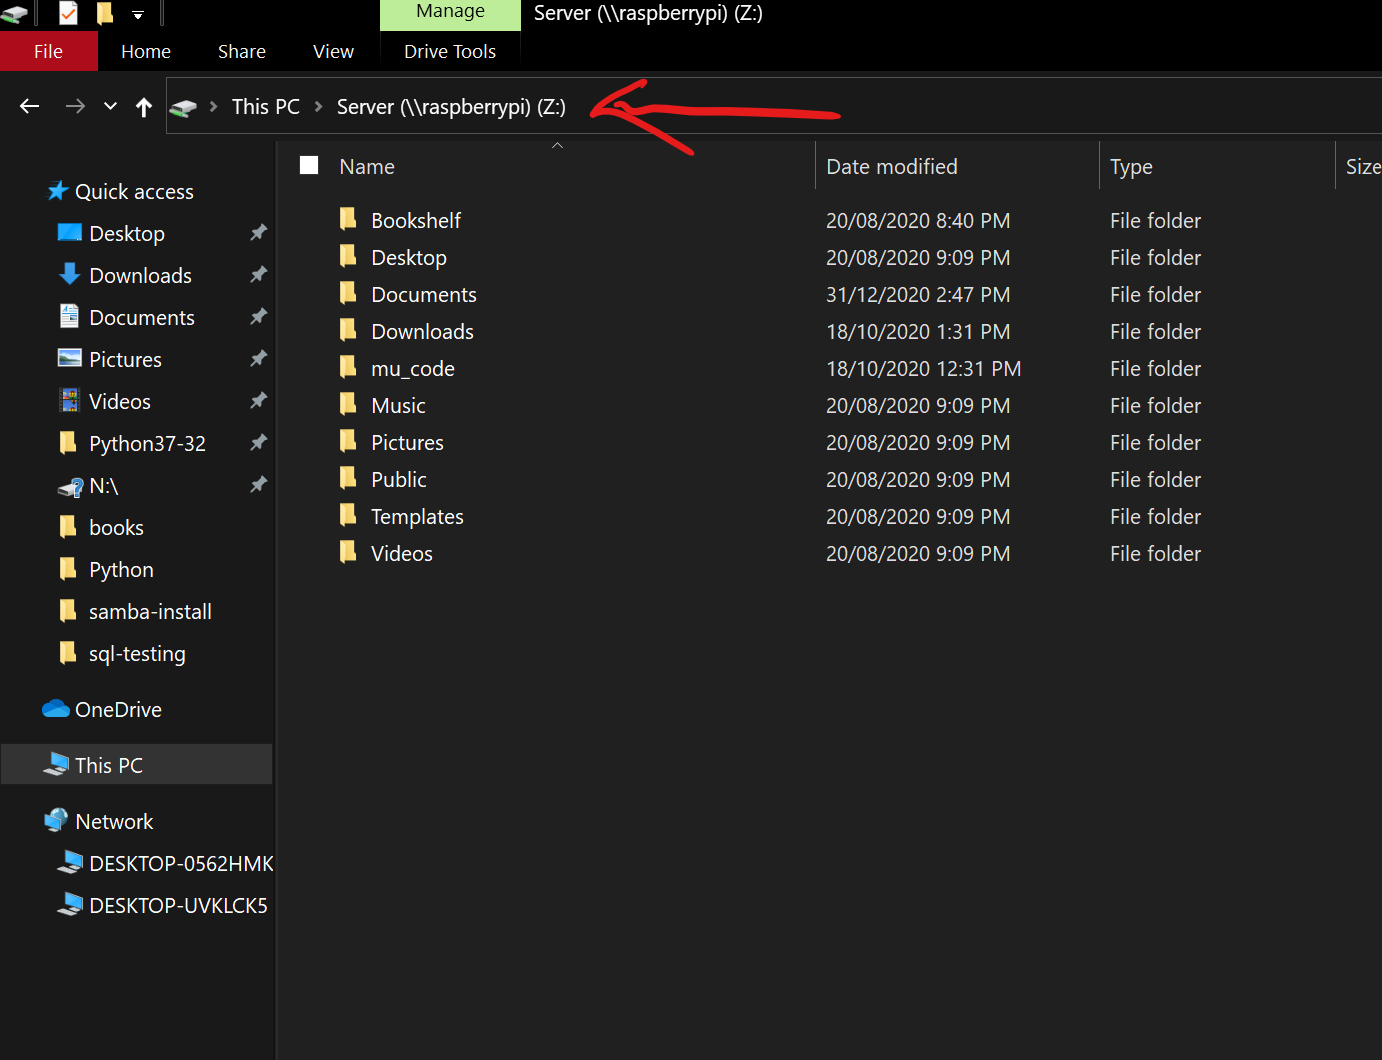 Manage
Server (\\raspberrypi) (Z:)
File Home Share View Drive Tools
This PC > Server (\\raspberrypi) (Z:)
Name Date modified Type Size
Quick access
Desktop
Downloads
Documents
Pictures
Videos
Python37-32
N:\
books
Python
samba-install
sql-testing
OneDrive
This PC
Network
DESKTOP-0562HMK
DESKTOP-UVKLCK5
Bookshelf 20/08/2020 8:40 PM File folder
Desktop 20/08/2020 9:09 PM File folder
Documents 31/12/2020 2:47 PM File folder
Downloads 18/10/2020 1:31 PM File folder
mu_code 18/10/2020 12:31 PM File folder
Music 20/08/2020 9:09 PM File folder
Pictures 20/08/2020 9:09 PM File folder
Public 20/08/2020 9:09 PM File folder
Templates 20/08/2020 9:09 PM File folder
Videos 20/08/2020 9:09 PM File folder